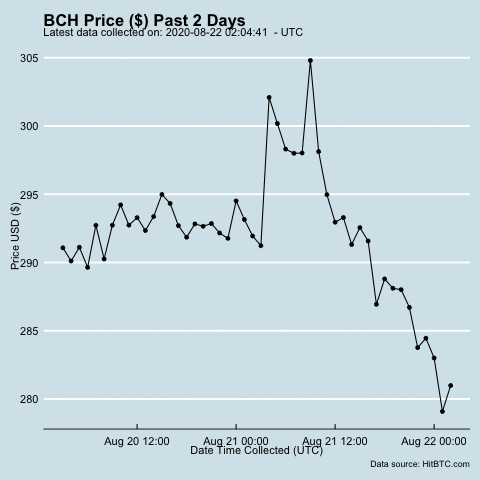 BCH Price ($) Past 2 Days
Latest data collected on: 2020-08-22 02:04:41  - UTC
305
300
295
290
285
280
Price USD ($)
Aug 20 12:00
Aug 21 00:00
Aug 21 12:00
Aug 22 00:00
Date Time Collected (UTC)
Data source: HitBTC.com